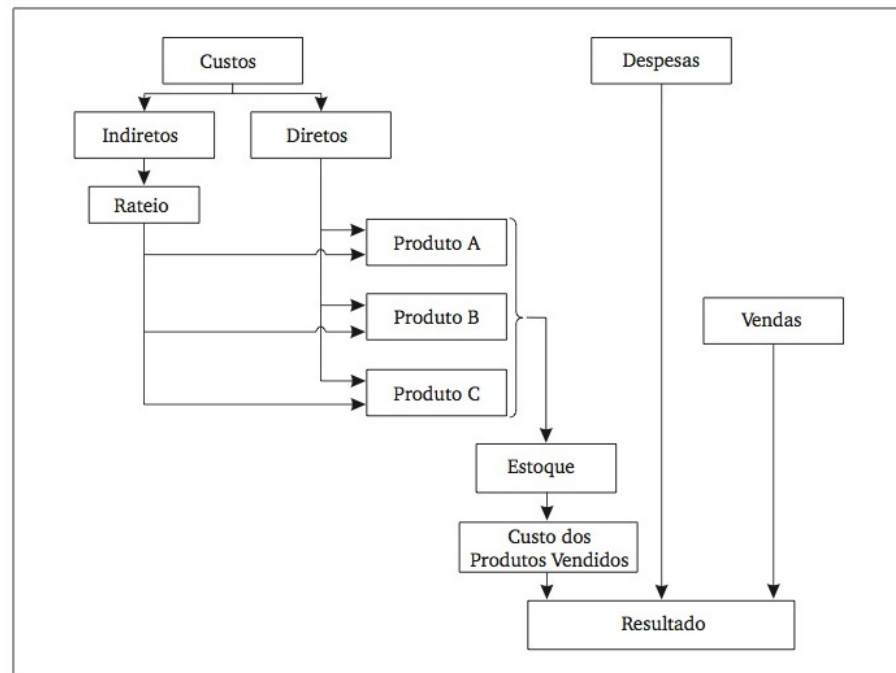 Custos
Despesas
Indiretos
Diretos
Rateio
Produto A
Produto B
Vendas
Produto C
Estoque
Custo dos
Produtos Vendidos
Resultado